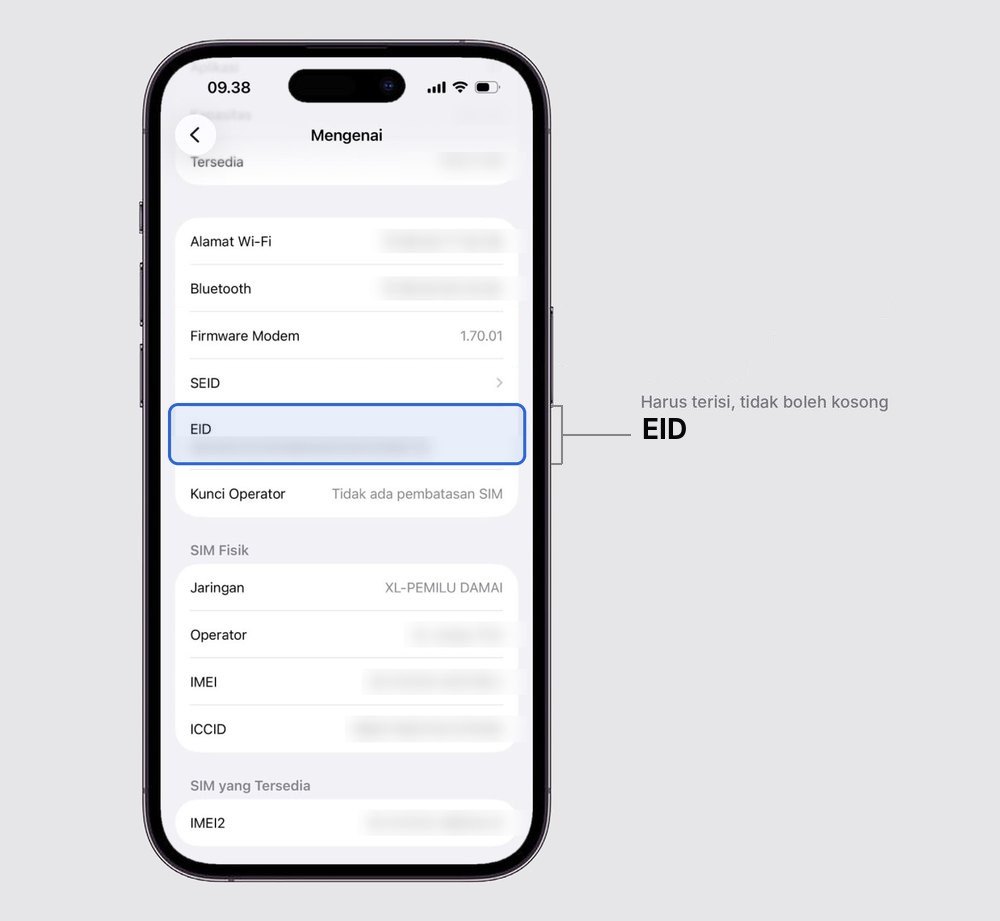 09.38
Mengenai
Tersedia
Alamat Wi-Fi
Bluetooth
Firmware Modem 1.70.01
SEID
EID
Harus terisi, tidak boleh kosong
EID
Kunci Operator Tidak ada pembatasan SIM
SIM Fisik
Jaringan XL-PEMILU DAMAI
Operator
IMEI
ICCID
SIM yang Tersedia
IMEI2